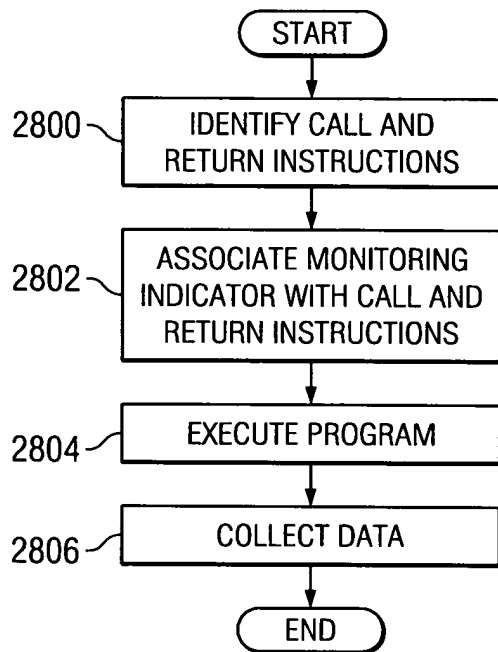 START
2800
IDENTIFY CALL AND
RETURN INSTRUCTIONS
2802
ASSOCIATE MONITORING
INDICATOR WITH CALL AND
RETURN INSTRUCTIONS
2804
EXECUTE PROGRAM
2806
COLLECT DATA
END